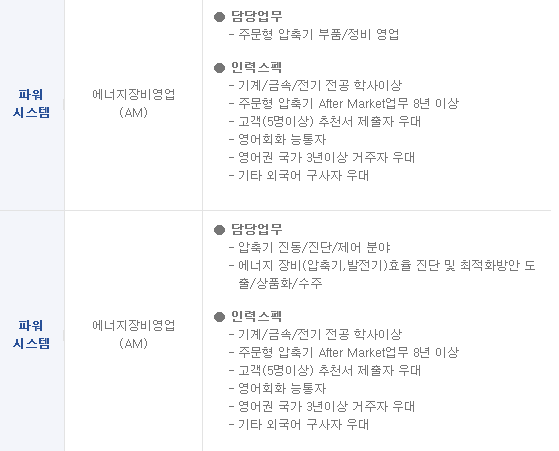 파워
시스템
에너지장비영업
(AM)
● 담당업무
- 주문형 압축기 부품/정비 영업
● 인력스펙
- 기계/금속/전기 전공 학사이상
- 주문형 압축기 After Market업무 8년 이상
- 고객(5명이상) 추천서 제출자 우대
- 영어회화 능통자
- 영어권 국가 3년이상 거주자 우대
- 기타 외국어 구사자 우대
파워
시스템
에너지장비영업
(AM)
● 담당업무
- 압축기 진동/진단/제어 분야
- 에너지 장비(압축기,발전기)효율 진단 및 최적화방안 도
출/상품화/수주
● 인력스펙
- 기계/금속/전기 전공 학사이상
- 주문형 압축기 After Market업무 8년 이상
- 고객(5명이상) 추천서 제출자 우대
- 영어회화 능통자
- 영어권 국가 3년이상 거주자 우대
- 기타 외국어 구사자 우대